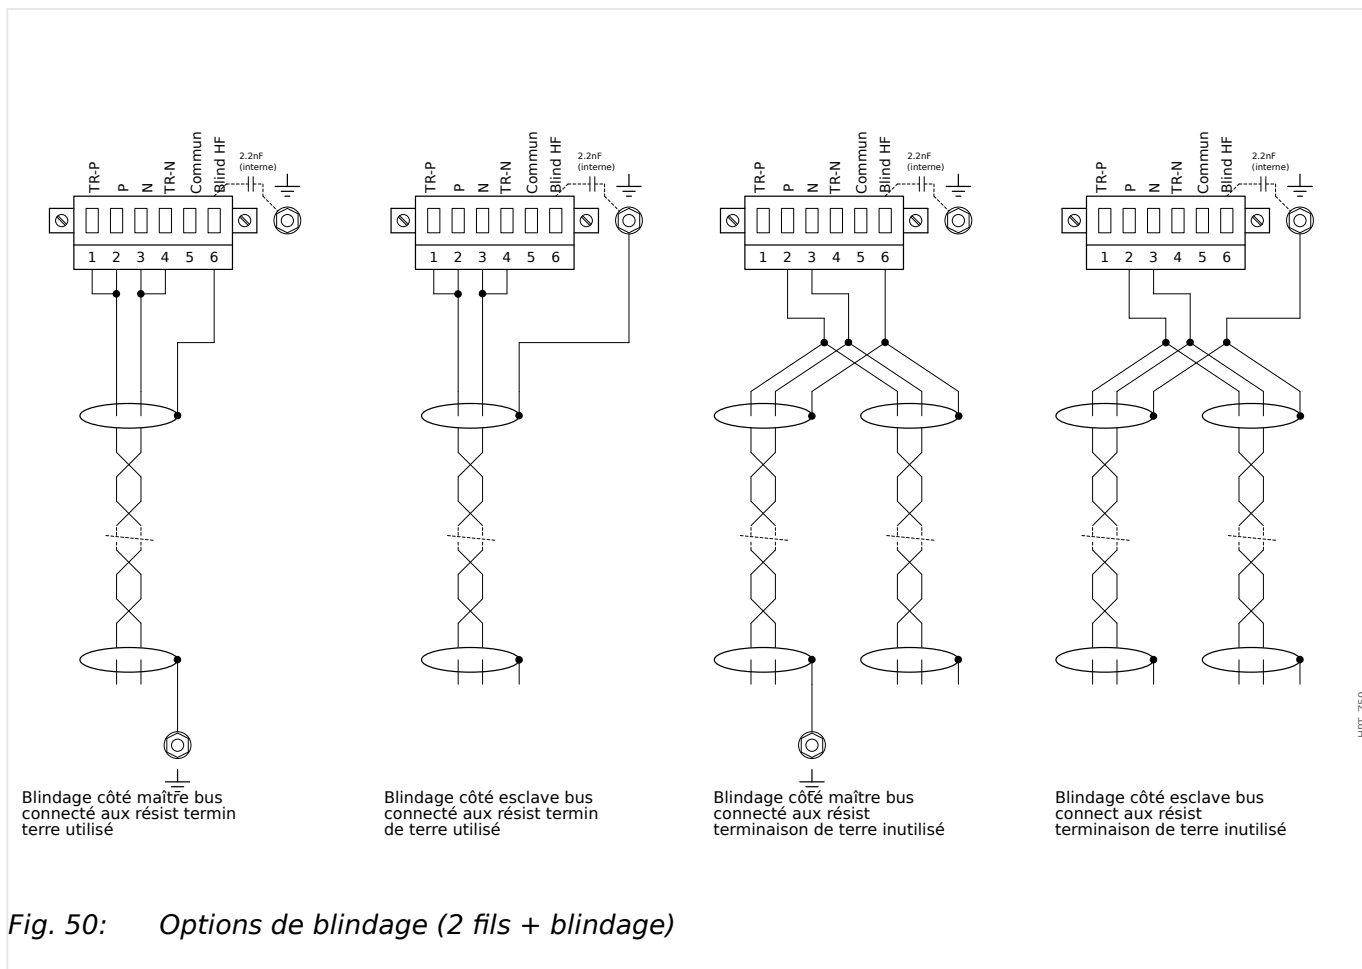 TR-P
P
N
TR-N
Commun
Blind HF
2.2nF
(interne)
1 2 3 4 5 6
TR-P
P
N
TR-N
Commun
Blind HF
2.2nF
(interne)
1 2 3 4 5 6
TR-P
P
N
TR-N
Commun
Blind HF
2.2nF
(interne)
1 2 3 4 5 6
TR-P
P
N
TR-N
Commun
Blind HF
2.2nF
(interne)
1 2 3 4 5 6
Blindage côté maître bus
connecté aux résist termin
terre utilisé
Blindage côté esclave bus
connecté aux résist termin
de terre utilisé
Blindage côté maître bus
connecté aux résist
terminaison de terre inutilisé
Blindage côté esclave bus
connect aux résist
terminaison de terre inutilisé
Fig. 50: Options de blindage (2 fils + blindage)